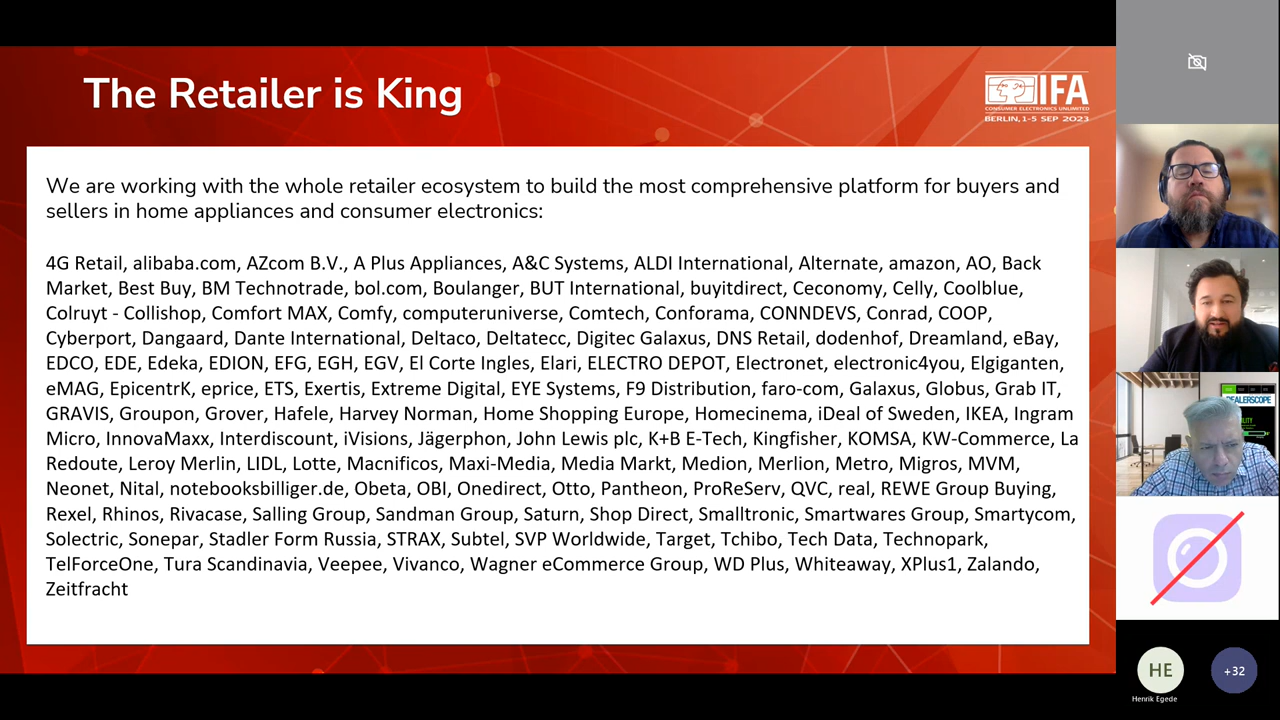 The Retailer is King
IFA
CONSUMER ELECTRONICS UNLIMITED
BERLIN, 1-5 SEP 2023
We are working with the whole retailer ecosystem to build the most comprehensive platform for buyers and
sellers in home appliances and consumer electronics:
4G Retail, alibaba.com, AZcom B.V., A Plus Appliances, A&C Systems, ALDI International, Alternate, amazon, AO, Back
Market, Best Buy, BM Technotrade, bol.com, Boulanger, BUT International, buyitdirect, Ceconomy, Celly, Coolblue,
Colruyt - Collishop, Comfort MAX, Comfy, computeruniverse, Comtech, Conforama, CONNDEVS, Conrad, COOP,
Cyberport, Dangaard, Dante International, Deltaco, Deltatecc, Digitec Galaxus, DNS Retail, dodenhof, Dreamland, eBay,
EDCO, EDE, Edeka, EDION, EFG, EGH, EGV, El Corte Ingles, Elari, ELECTRO DEPOT, Electronet, electronic4you, Elgiganten,
eMAG, EpicentrK, eprice, ETS, Exertis, Extreme Digital, EYE Systems, F9 Distribution, faro-com, Galaxus, Globus, Grab IT,
GRAVIS, Groupon, Grover, Hafele, Harvey Norman, Home Shopping Europe, Homecinema, iDeal of Sweden, IKEA, Ingram
Micro, InnovaMaxx, Interdiscount, iVisions, Jägerphon, John Lewis plc, K+B E-Tech, Kingfisher, KOMSA, KW-Commerce, La
Redoute, Leroy Merlin, LIDL, Lotte, Macnificos, Maxi-Media, Media Markt, Medion, Merlion, Metro, Migros, MVM,
Neonet, Nital, notebooksbilliger.de, Obeta, OBI, Onedirect, Otto, Pantheon, ProReServ, QVC, real, REWE Group Buying,
Rexel, Rhinos, Rivacase, Salling Group, Sandman Group, Saturn, Shop Direct, Smalltronic, Smartwares Group, Smartycom,
Solectric, Sonepar, Stadler Form Russia, STRAX, Subtel, SVP Worldwide, Target, Tchibo, Tech Data, Technopark,
TelForceOne, Tura Scandinavia, Veepee, Vivanco, Wagner eCommerce Group, WD Plus, Whiteaway, XPlus1, Zalando,
Zeitfracht
DEALERSCOPE
HE
+32
Henrik Egede